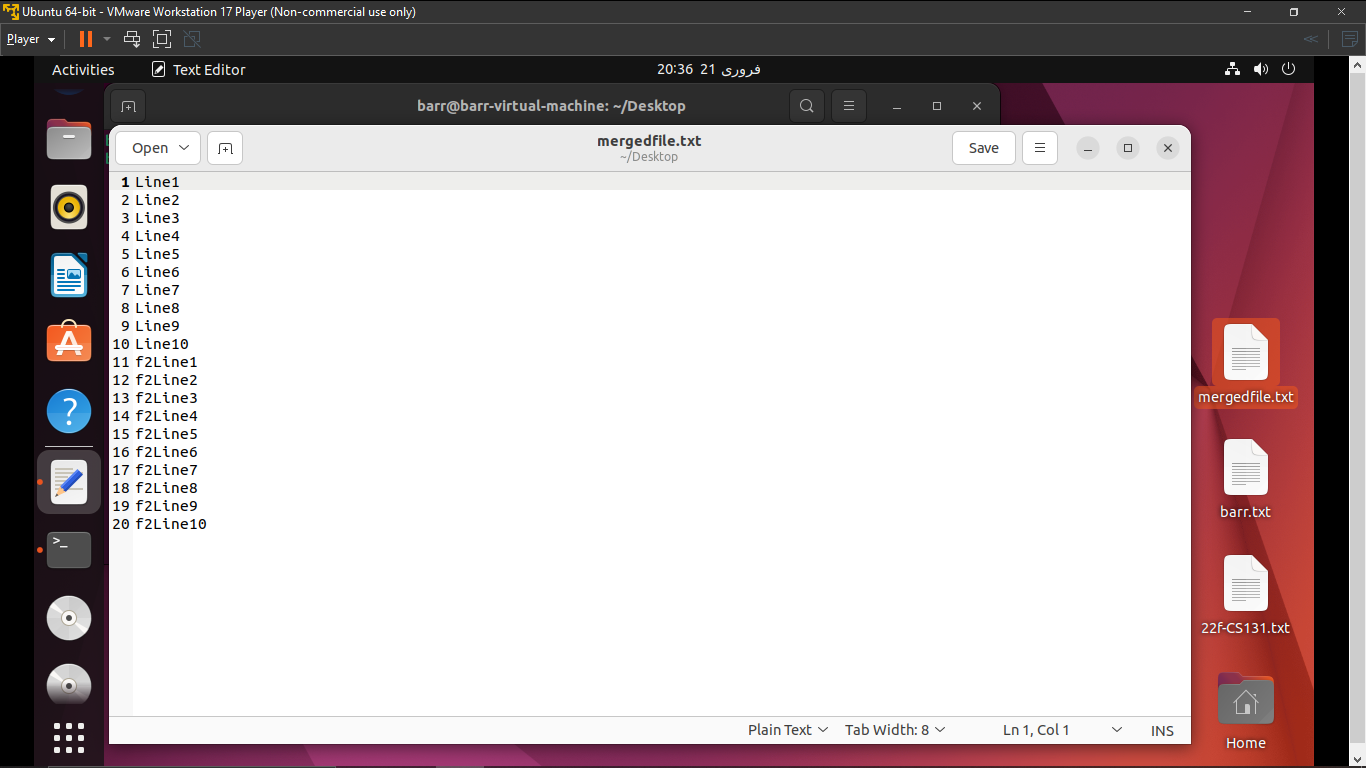 Ubuntu 64-bit - VMware Workstation 17 Player (Non-commercial use only)
Player
Activities Text Editor 20:36 21 فروری
barr@barr-virtual-machine: ~/Desktop
Open mergedfile.txt Save
~/Desktop
1 Line1
2 Line2
3 Line3
4 Line4
5 Line5
6 Line6
7 Line7
8 Line8
9 Line9
10 Line10
11 f2Line1
12 f2Line2
13 f2Line3
14 f2Line4
15 f2Line5
16 f2Line6
17 f2Line7
18 f2Line8
19 f2Line9
20 f2Line10
Plain Text Tab Width: 8 Ln 1, Col 1 INS
mergedfile.txt
barr.txt
22f-CS131.txt
Home